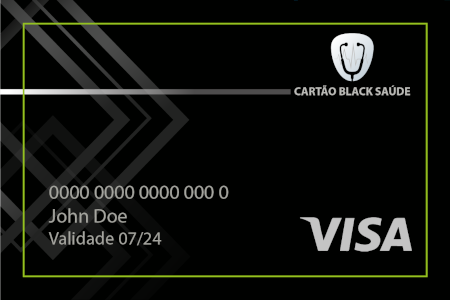 CARTÃO BLACK SAÚDE
0000 0000 0000 000 0
John Doe
Validade 07/24
VISA